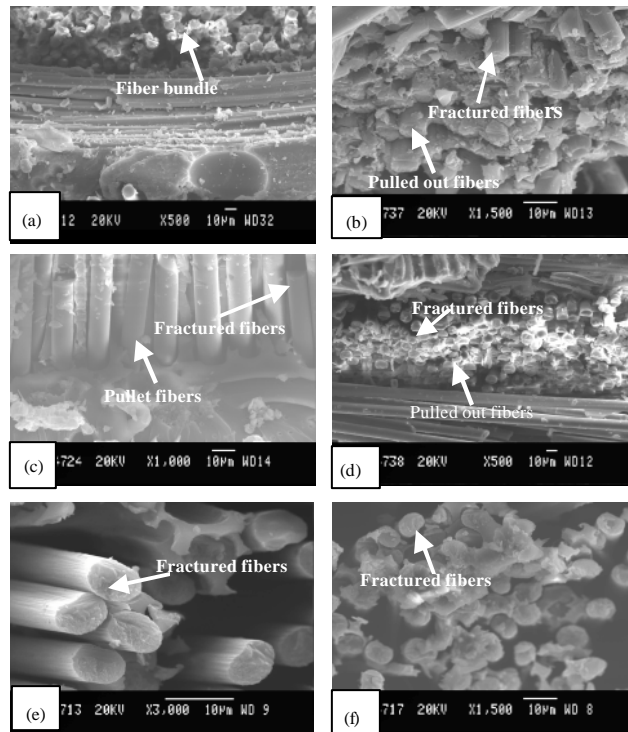 Fiber bundle
(a)
12 20KV X500 10µm WD32
Fractured fibers
Pulled out fibers
(b)
737 20KV X1,500 10µm WD13
Fractured fibers
Pullet fibers
(c)
4724 20KV X1,000 10µm WD14
Fractured fibers
Pulled out fibers
(d)
738 20KV X500 10µm WD12
Fractured fibers
(e)
713 20KV X3,000 10µm WD 9
Fractured fibers
(f)
717 20KV X1,500 10µm WD 8